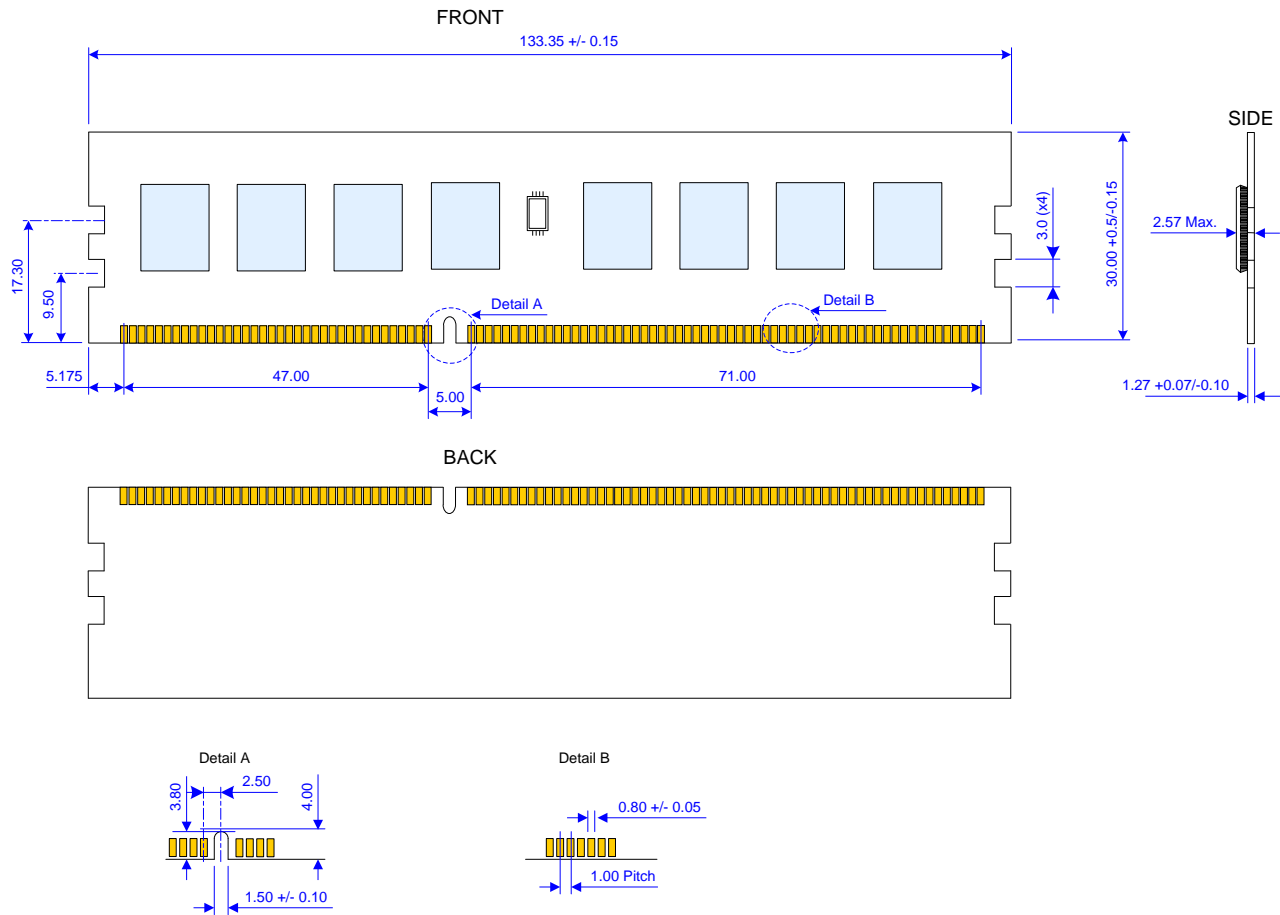 FRONT
133.35 +/- 0.15
SIDE
17.30
9.50
3.0 (x4)
30.00 +0.5/-0.15
2.57 Max.
Detail A
Detail B
5.175
47.00
5.00
71.00
1.27 +0.07/-0.10
BACK
Detail A
Detail B
3.80
2.50
4.00
1.50 +/- 0.10
0.80 +/- 0.05
1.00 Pitch